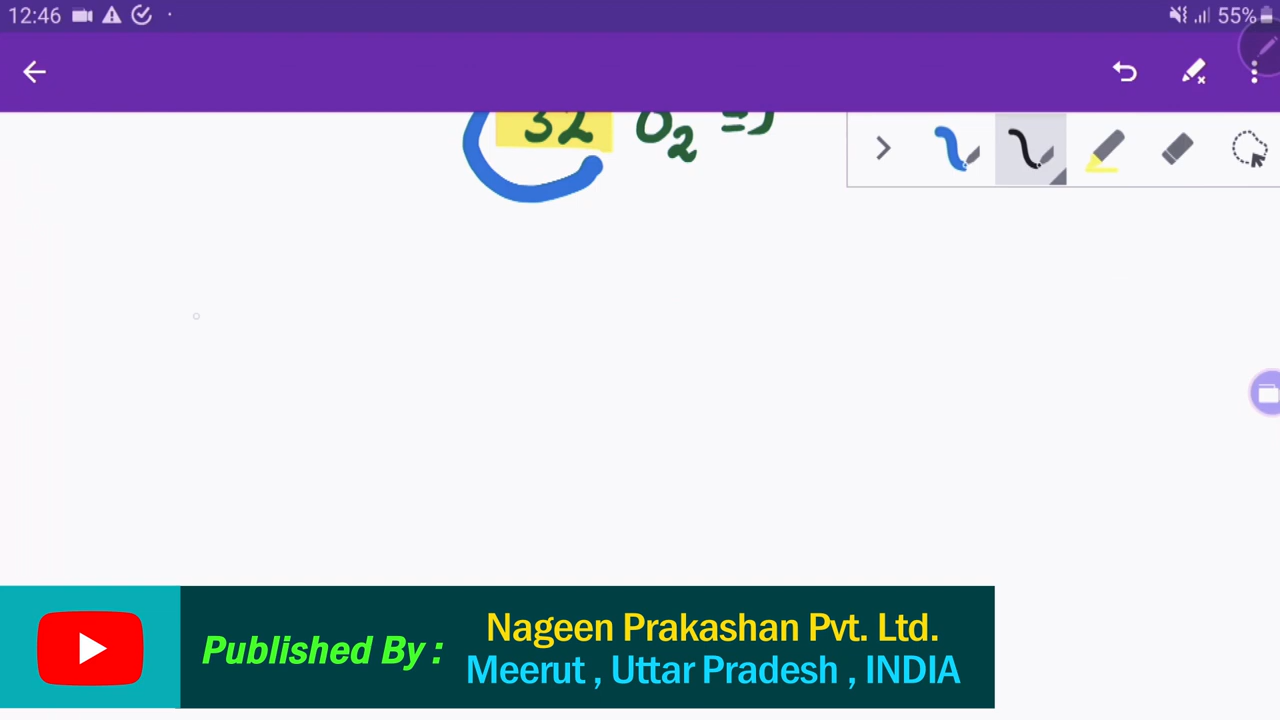 12:46 55%
32 O2 =)
Published By : Nageen Prakashan Pvt. Ltd.
Meerut , Uttar Pradesh , INDIA